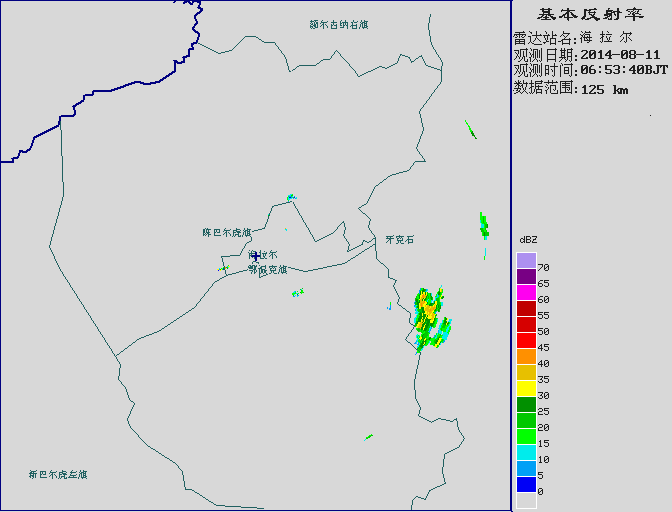 基本反射率
雷达站名:海拉尔
观测日期:2014-08-11
观测时间:06:53:40BJT
数据范围:125 km
额尔古纳右旗
陈巴尔虎旗
牙克石
海拉尔
鄂温克旗
新巴尔虎左旗
dBZ
70
65
60
55
50
45
40
35
30
25
20
15
10
5
0